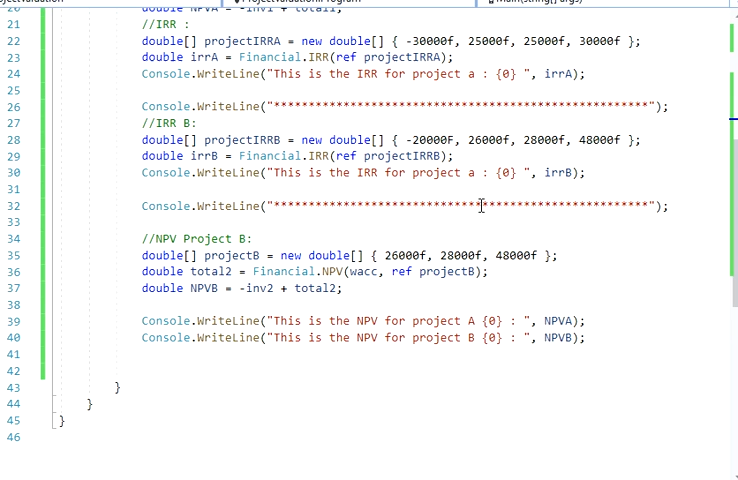 ProjectValuation.Program
Main(string[] args)
20 double NPVA = -inv1 + total1;
21 //IRR :
22 double[] projectIRRA = new double[] { -30000f, 25000f, 25000f, 30000f };
23 double irrA = Financial.IRR(ref projectIRRA);
24 Console.WriteLine("This is the IRR for project a : {0} ", irrA);
25
26 Console.WriteLine("******************************************************");
27 //IRR B:
28 double[] projectIRRB = new double[] { -20000F, 26000f, 28000f, 48000f };
29 double irrB = Financial.IRR(ref projectIRRB);
30 Console.WriteLine("This is the IRR for project a : {0} ", irrB);
31
32 Console.WriteLine("******************************************************");
33
34 //NPV Project B:
35 double[] projectB = new double[] { 26000f, 28000f, 48000f };
36 double total2 = Financial.NPV(wacc, ref projectB);
37 double NPVB = -inv2 + total2;
38
39 Console.WriteLine("This is the NPV for project A {0} : ", NPVA);
40 Console.WriteLine("This is the NPV for project B {0} : ", NPVB);
41
42
43 }
44 }
45 }
46